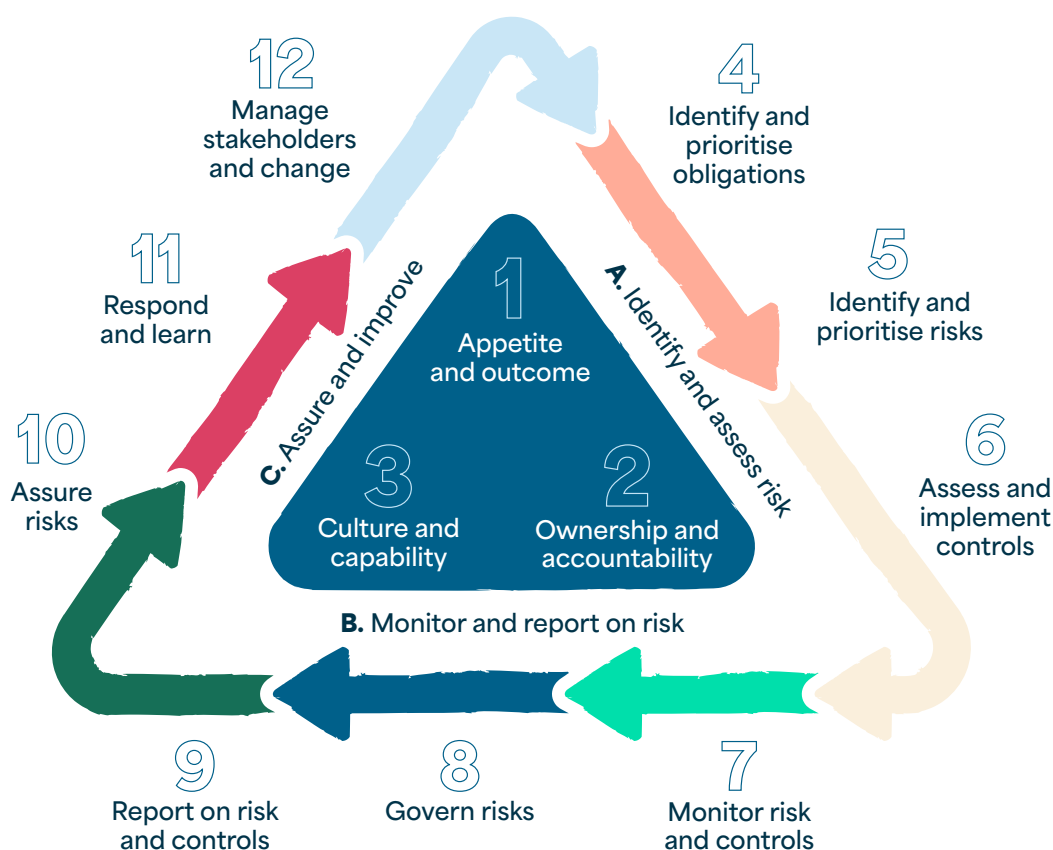 12
Manage
stakeholders
and change
4
Identify and
prioritise
obligations
11
Respond
and learn
5
Identify and
prioritise risks
10
Assure
risks
6
Assess and
implement
controls
1
Appetite
and outcome
3
Culture and
capability
2
Ownership and
accountability
A. Identify and assess risk
B. Monitor and report on risk
C. Assure and improve
9
Report on risk
and controls
8
Govern risks
7
Monitor risk
and controls